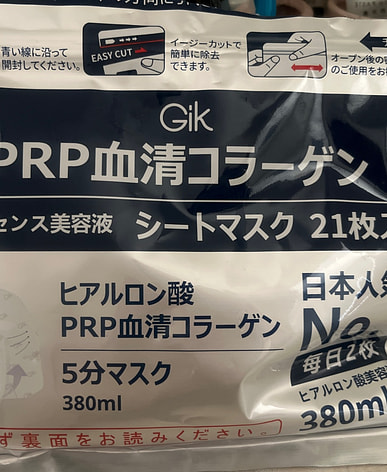 青い線に沿って
開封してください。
EASY CUT
イージーカットで
簡単に除去
できます。
オープン後の
のご使用をお
Gik
PRP血清コラーゲン
センス美容液 シートマスク 21枚入
ヒアルロン酸
PRP血清コラーゲン
5分マスク
380ml
日本人
No.
毎日2枚
ヒアルロン酸美容
380ml
ず裏面をお読みください。